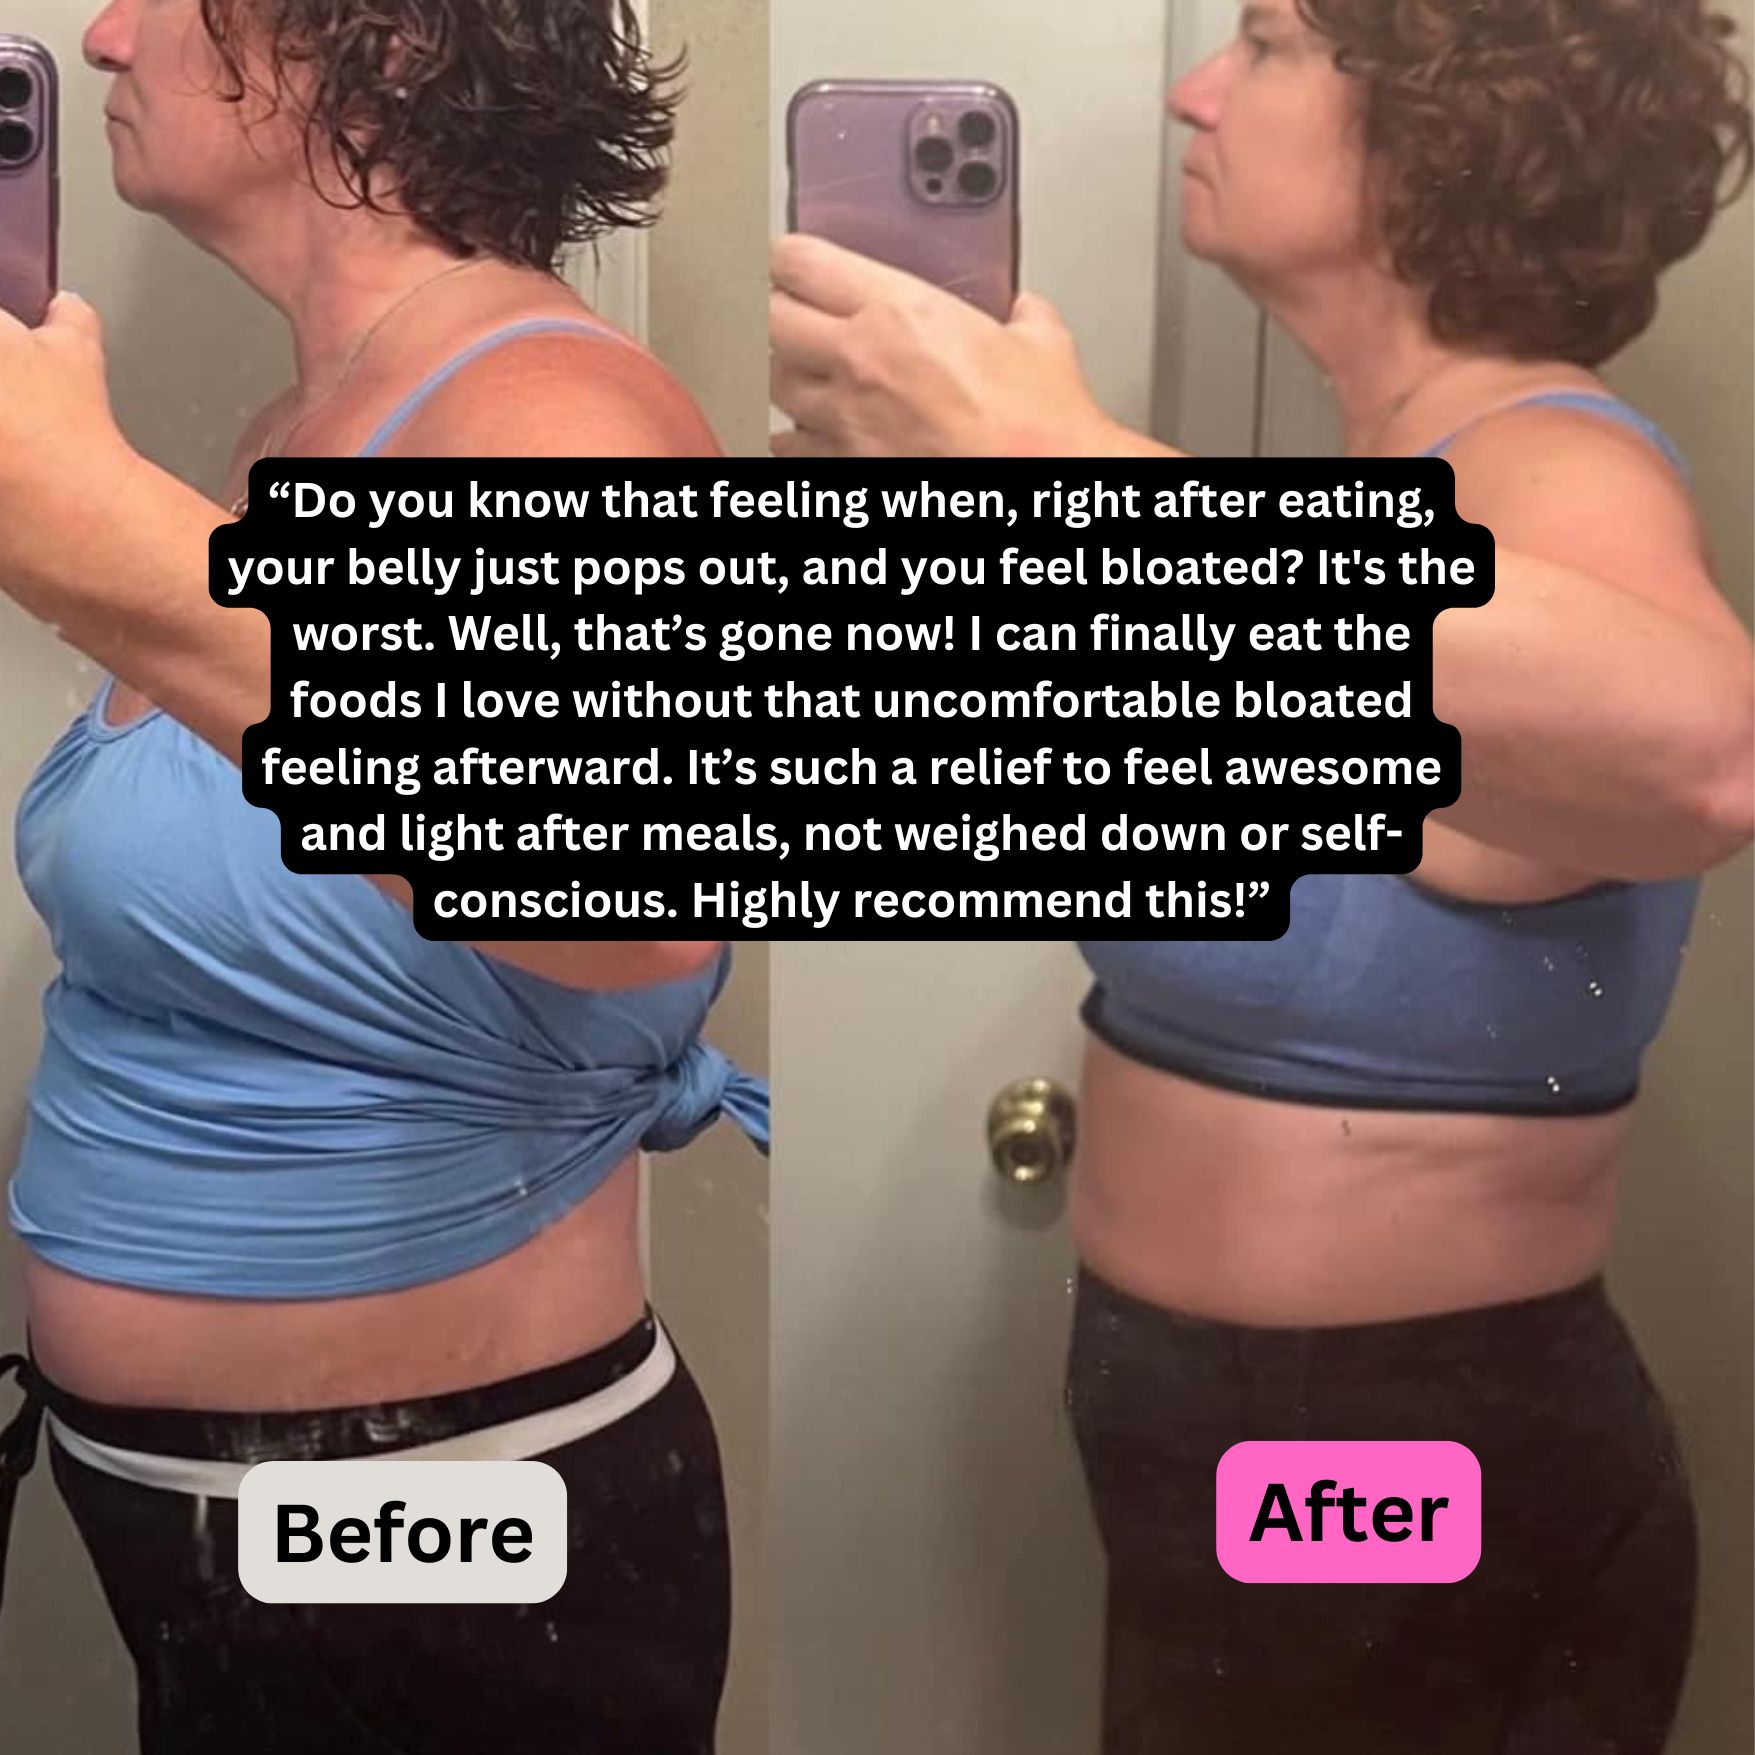 “Do you know that feeling when, right after eating,
your belly just pops out, and you feel bloated? It's the
worst. Well, that’s gone now! I can finally eat the
foods I love without that uncomfortable bloated
feeling afterward. It’s such a relief to feel awesome
and light after meals, not weighed down or self-
conscious. Highly recommend this!”
Before
After